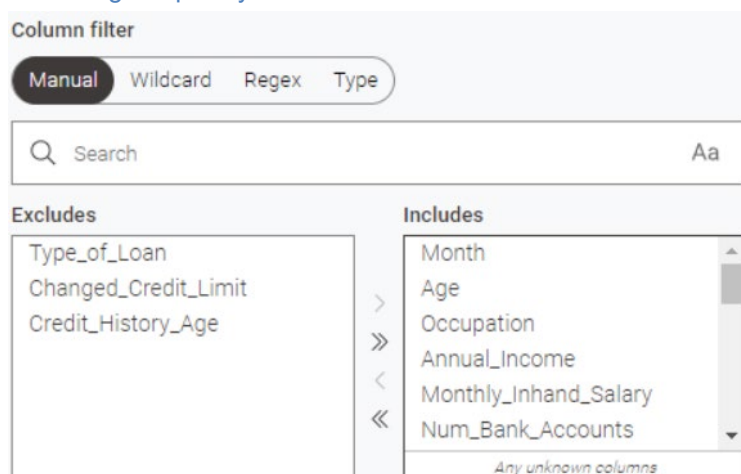 Column filter
Manual Wildcard Regex Type
Search Aa
Excludes Includes
Type_of_Loan
Changed_Credit_Limit
Credit_History_Age
Month
Age
Occupation
Annual_Income
Monthly_Inhand_Salary
Num_Bank_Accounts
Any unknown columns